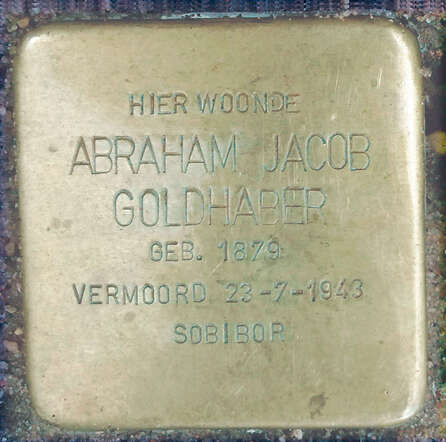 HIER WOONDE
ABRAHAM JACOB
GOLDHABER
GEB. 1879
VERMOORD 23-7-1943
SOBIBOR